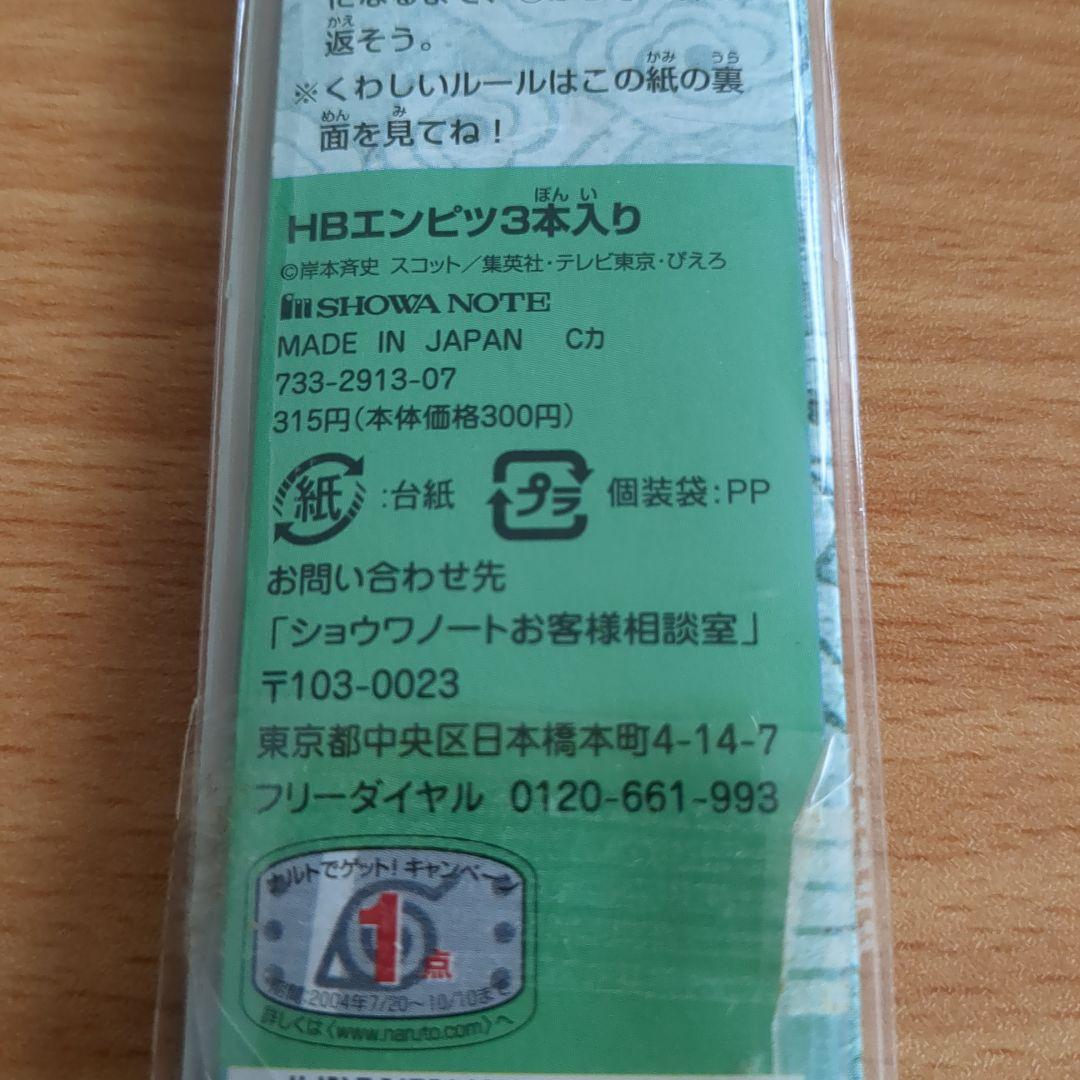 返そう。
※くわしいルールはこの紙の裏
面を見てね！
HBエンピツ3本入り
©岸本斉史 スコット／集英社・テレビ東京・ぴえろ
SHOWA NOTE
MADE IN JAPAN Cカ
733-2913-07
315円(本体価格300円)
紙:台紙 プラ 個装袋:PP
お問い合わせ先
「ショウワノートお客様相談室」
〒103-0023
東京都中央区日本橋本町4-14-7
フリーダイヤル 0120-661-993
ナルトでゲット!キャンペーン
1点
期間:2004年7/20〜10/10まで
詳しくは〈www.naruto.com〉へ